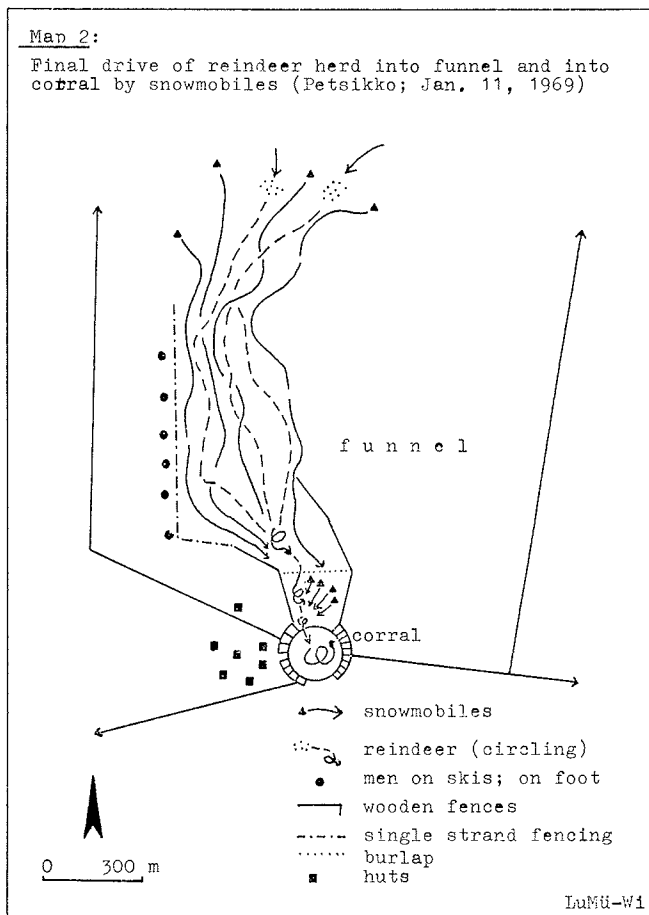 Map 2:
Final drive of reindeer herd into funnel and into
corral by snowmobiles (Petsikko; Jan. 11, 1969)
funnel
corral
snowmobiles
reindeer (circling)
men on skis; on foot
wooden fences
single strand fencing
burlap
huts
0 300 m
LuMü-Wi